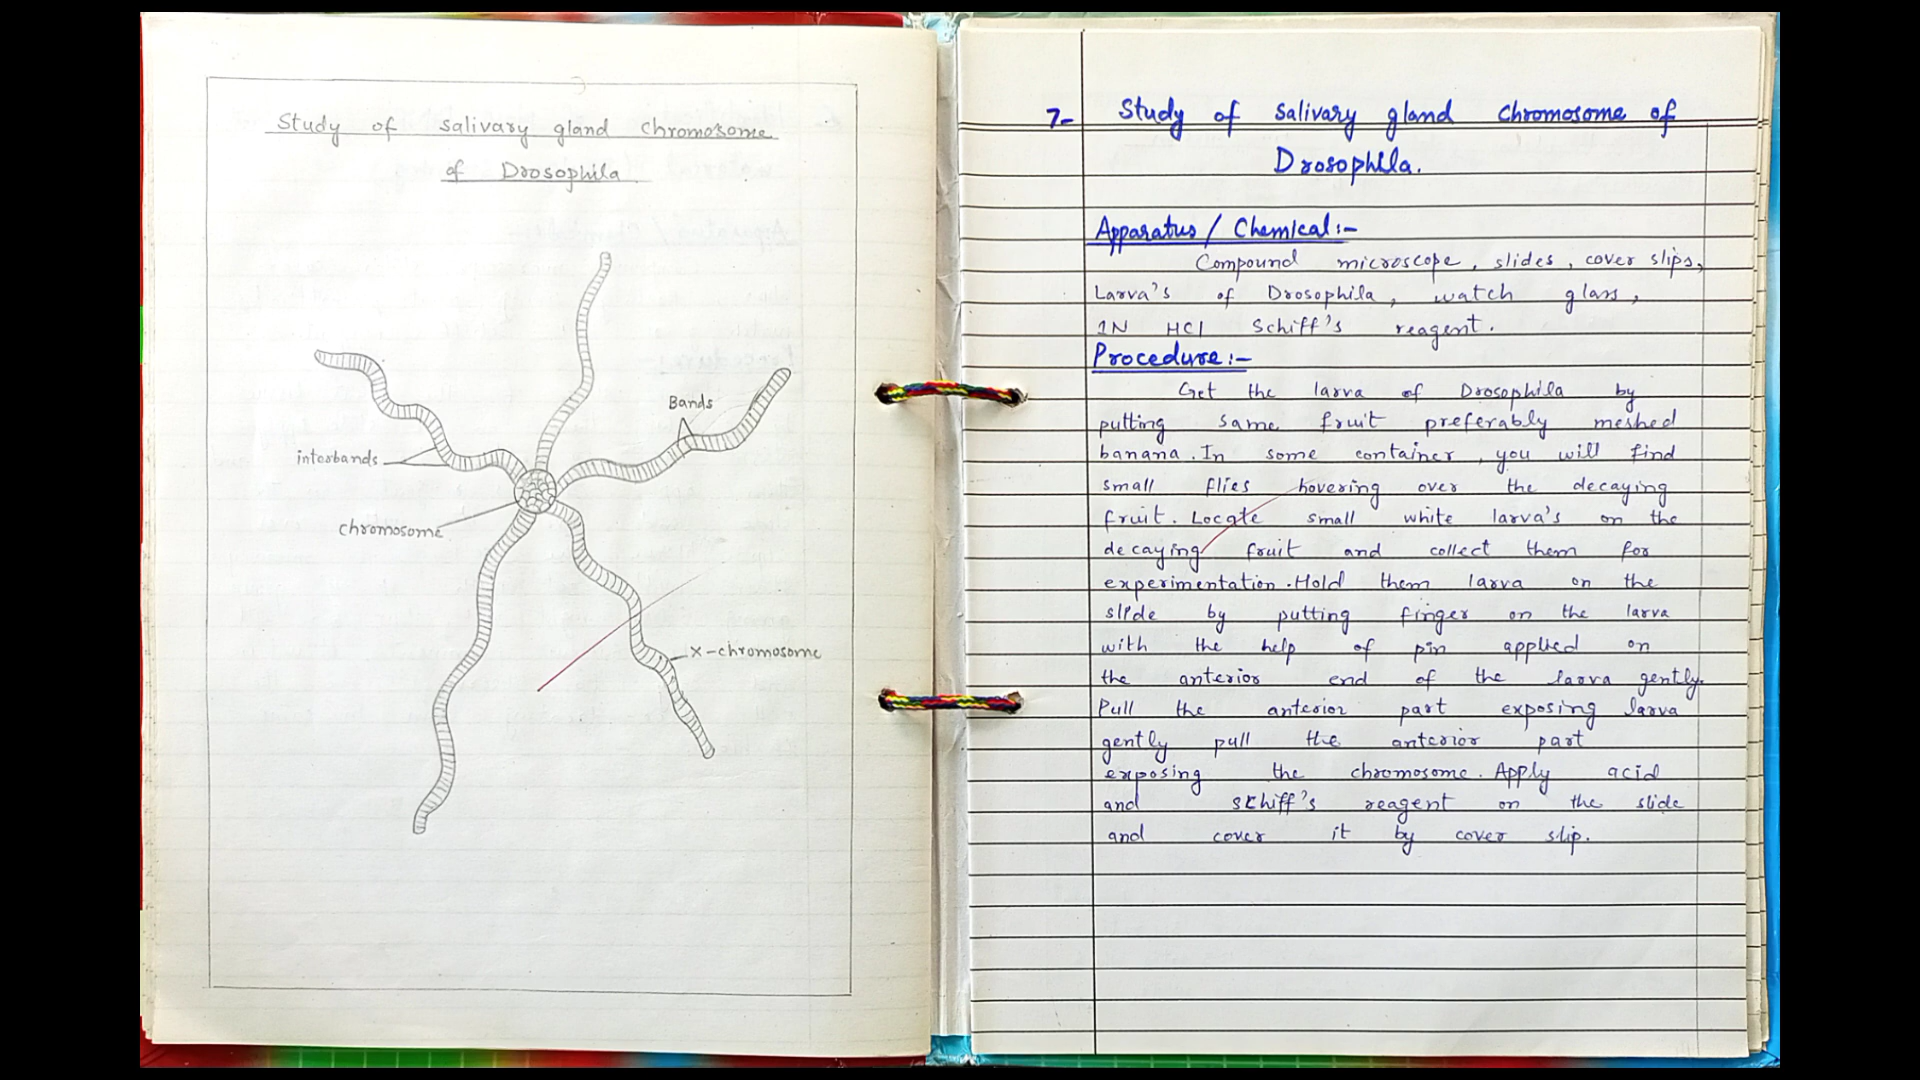 Study of salivary gland chromosome
of Drosophila
Bands
interbands
chromosome
X-chromosome
7- Study of salivary gland chromosome of
Drosophila.
Apparatus / Chemical:-
Compound microscope, slides, cover slips,
Larva's of Drosophila, watch glass,
1N HCl Schiff's reagent.
Procedure:-
Get the larva of Drosophila by
putting same fruit preferably meshed
banana. In some container, you will find
small flies hovering over the decaying
fruit. Locate small white larva's on the
decaying fruit and collect them for
experimentation. Hold them larva on the
slide by putting finger on the larva
with the help of pin applied on
the anterior end of the larva gently.
Pull the anterior part exposing larva
gently pull the anterior part
exposing the chromosome. Apply acid
and schiff's reagent on the slide
and cover it by cover slip.